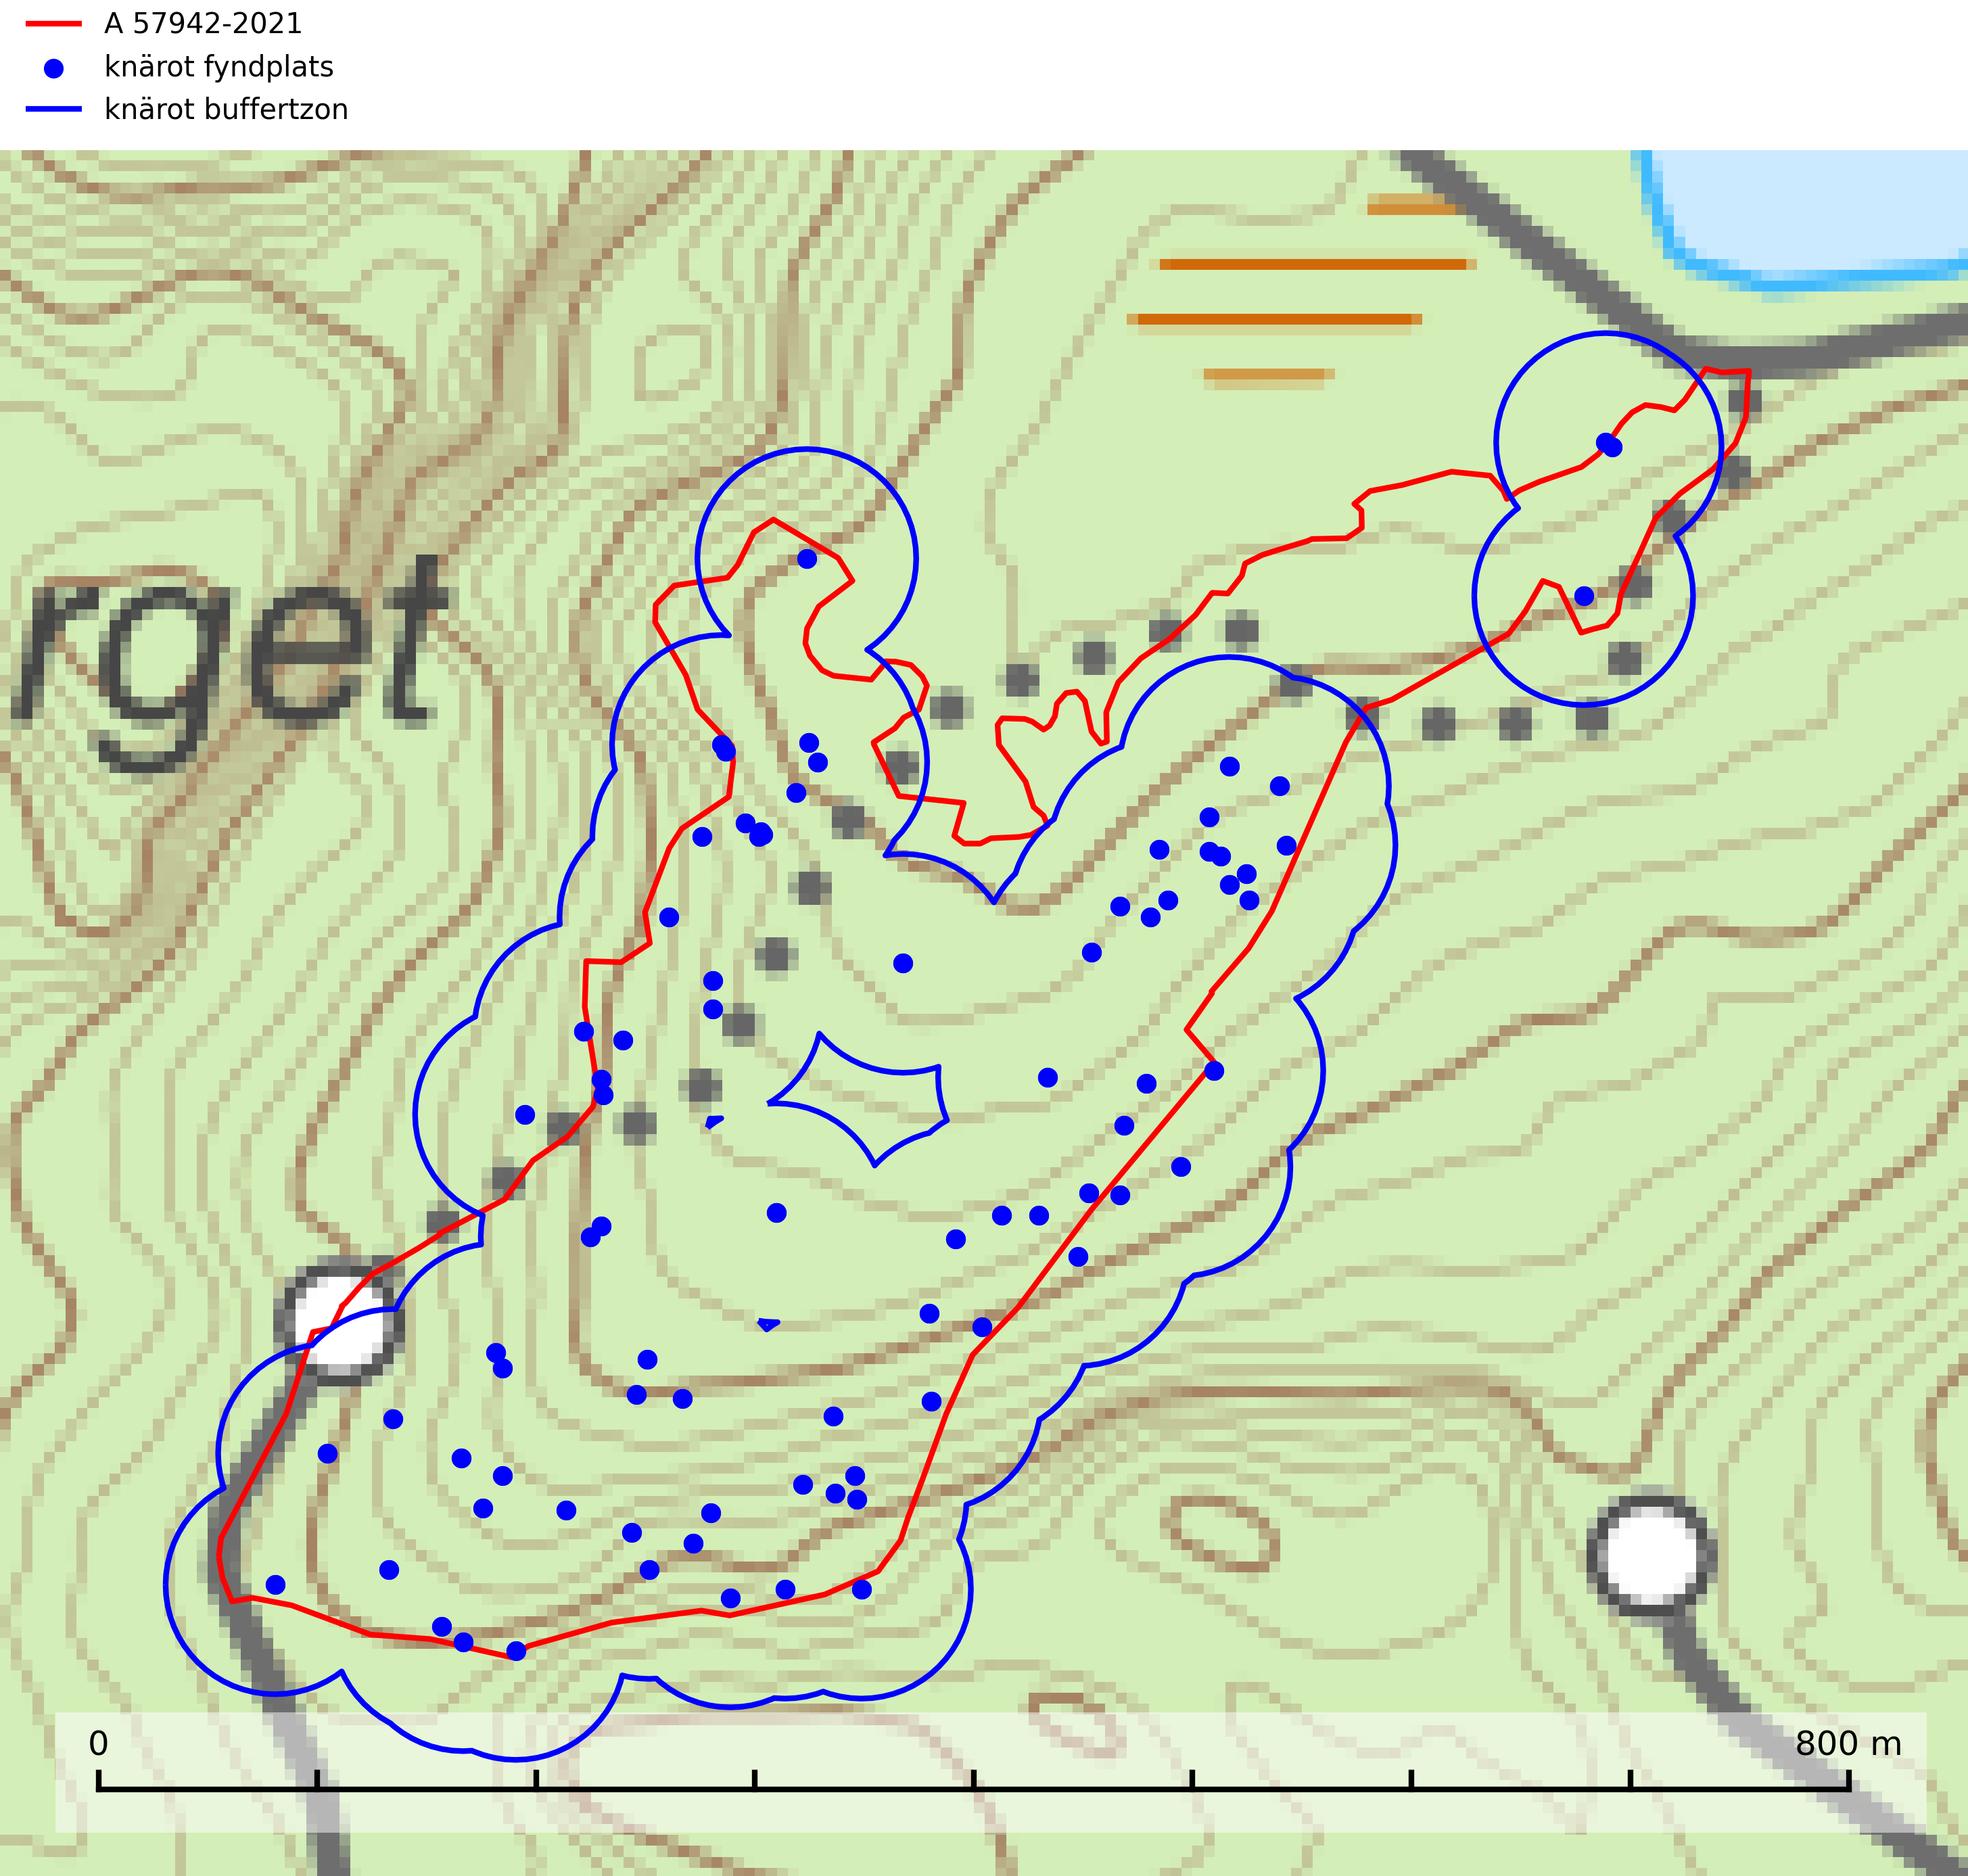 A 57942-2021
knärot fyndplats
knärot buffertzon
rget
0
800 m